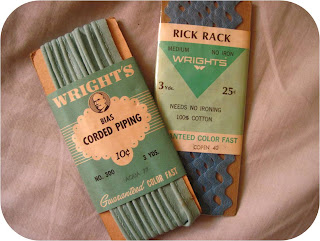 WRIGHTS
BIAS
CORDED PIPING
10¢
NO. 300
3 YDS.
Guaranteed COLOR FAST
RICK RACK
MEDIUM NO IRON
WRIGHTS
3 YDS. 25¢
NEEDS NO IRONING
100% COTTON
ANTEED COLOR FAST